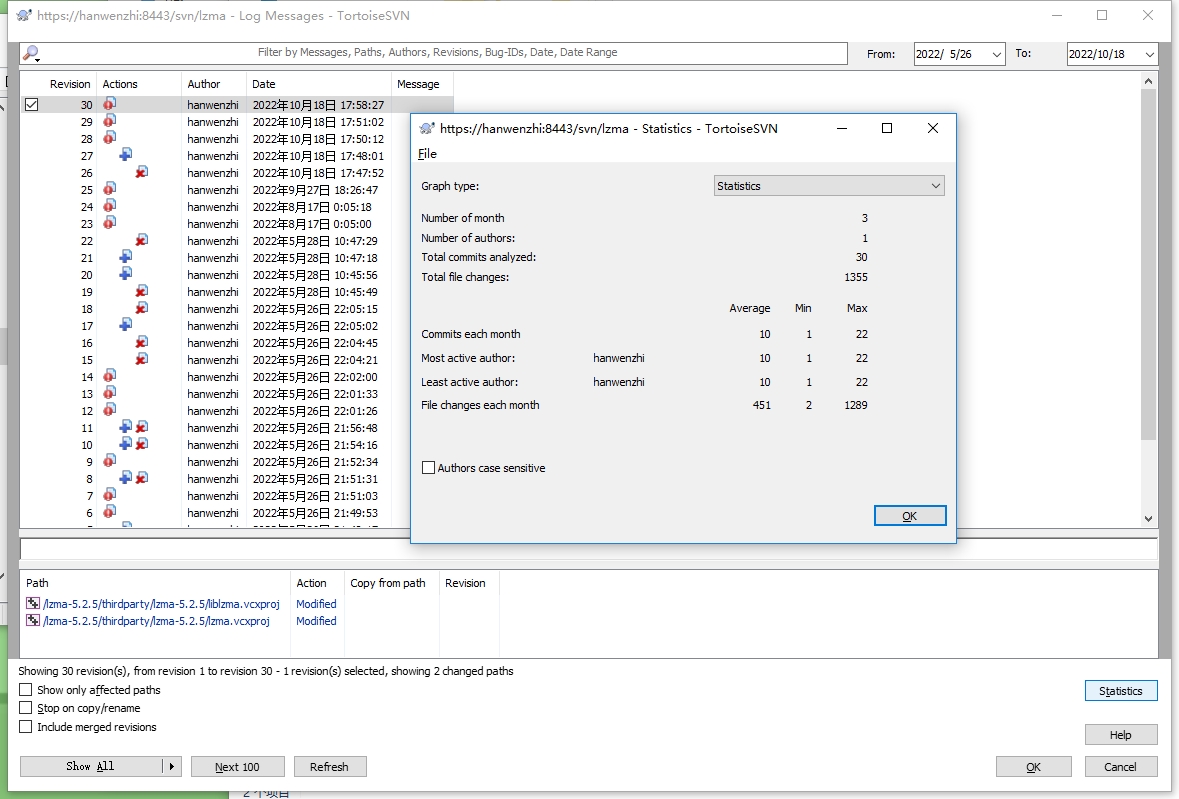 https://hanwenzhi:8443/svn/lzma - Log Messages - TortoiseSVN
Filter by Messages, Paths, Authors, Revisions, Bug-IDs, Date, Date Range
From: 2022/ 5/26 To: 2022/10/18
Revision Actions Author Date Message
30 hanwenzhi 2022年10月18日 17:58:27
29 hanwenzhi 2022年10月18日 17:51:02
28 hanwenzhi 2022年10月18日 17:50:12
27 hanwenzhi 2022年10月18日 17:48:01
26 hanwenzhi 2022年10月18日 17:47:52
25 hanwenzhi 2022年9月27日 18:26:47
24 hanwenzhi 2022年8月17日 0:05:18
23 hanwenzhi 2022年8月17日 0:05:00
22 hanwenzhi 2022年5月28日 10:47:29
21 hanwenzhi 2022年5月28日 10:47:18
20 hanwenzhi 2022年5月28日 10:45:56
19 hanwenzhi 2022年5月28日 10:45:49
18 hanwenzhi 2022年5月26日 22:05:15
17 hanwenzhi 2022年5月26日 22:05:02
16 hanwenzhi 2022年5月26日 22:04:45
15 hanwenzhi 2022年5月26日 22:04:21
14 hanwenzhi 2022年5月26日 22:02:00
13 hanwenzhi 2022年5月26日 22:01:33
12 hanwenzhi 2022年5月26日 22:01:26
11 hanwenzhi 2022年5月26日 21:56:48
10 hanwenzhi 2022年5月26日 21:54:16
9 hanwenzhi 2022年5月26日 21:52:34
8 hanwenzhi 2022年5月26日 21:51:31
7 hanwenzhi 2022年5月26日 21:51:03
6 hanwenzhi 2022年5月26日 21:49:53
https://hanwenzhi:8443/svn/lzma - Statistics - TortoiseSVN
File
Graph type: Statistics
Number of month 3
Number of authors: 1
Total commits analyzed: 30
Total file changes: 1355
Average Min Max
Commits each month 10 1 22
Most active author: hanwenzhi 10 1 22
Least active author: hanwenzhi 10 1 22
File changes each month 451 2 1289
Authors case sensitive
OK
Path Action Copy from path Revision
/lzma-5.2.5/thirdparty/lzma-5.2.5/liblzma.vcxproj Modified
/lzma-5.2.5/thirdparty/lzma-5.2.5/lzma.vcxproj Modified
Showing 30 revision(s), from revision 1 to revision 30 - 1 revision(s) selected, showing 2 changed paths
Show only affected paths
Statistics
Stop on copy/rename
Include merged revisions
Help
Show All Next 100 Refresh OK Cancel
2 个项目